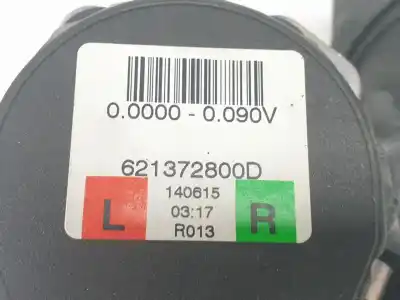 0.0000 - 0.090V
621372800D
140615
L 03:17 R
R013